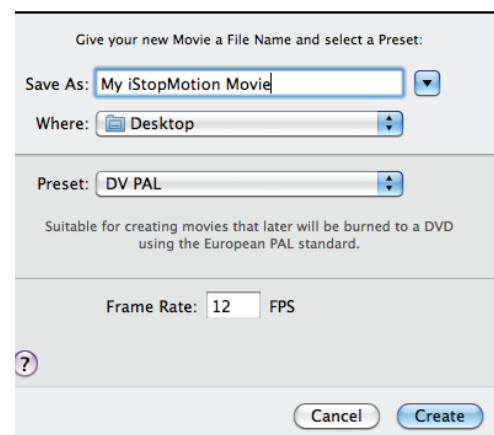 Give your new Movie a File Name and select a Preset:
Save As: My iStopMotion Movie
Where: Desktop
Preset: DV PAL
Suitable for creating movies that later will be burned to a DVD
using the European PAL standard.
Frame Rate: 12 FPS
?
Cancel Create